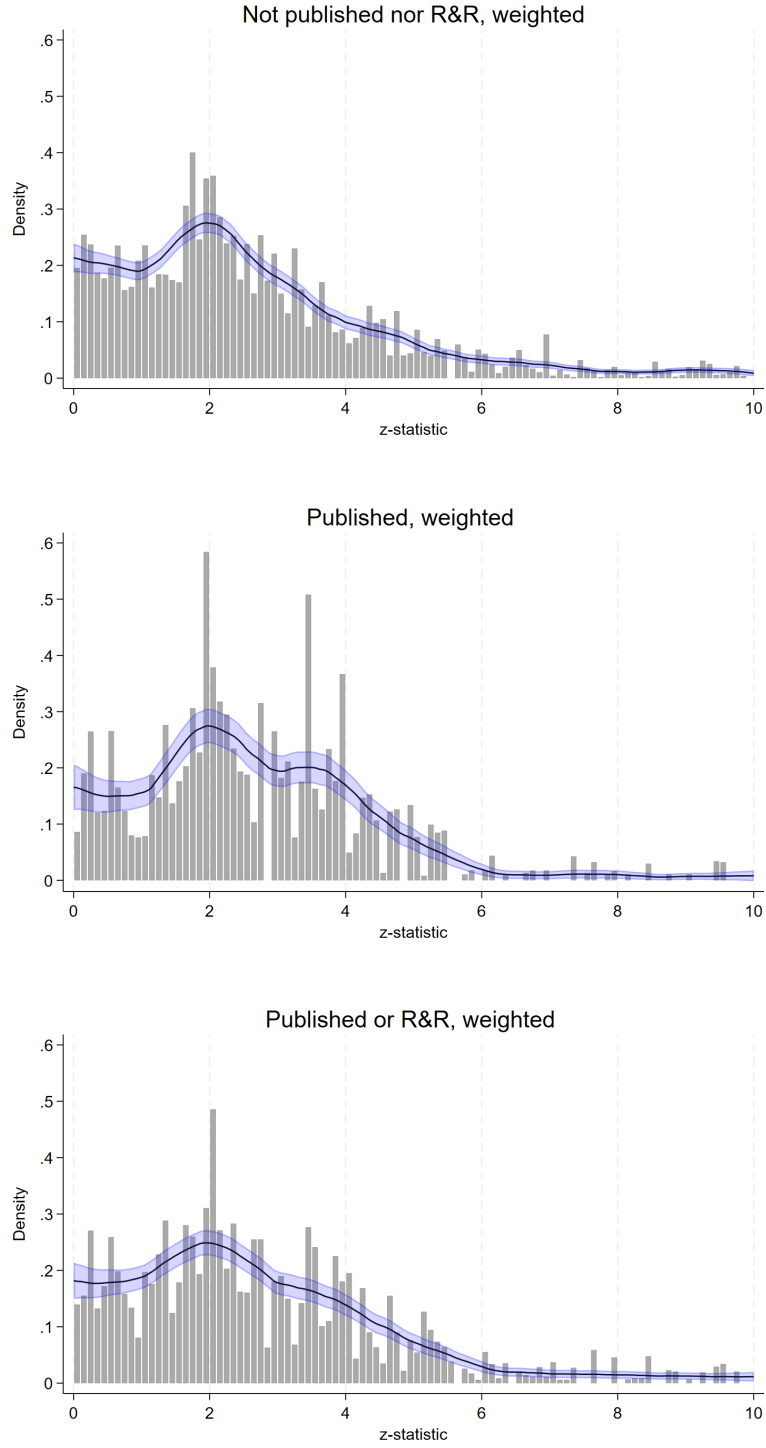 Not published nor R&R, weighted
.6
.5
.4
.3
.2
.1
0
Density
0 2 4 6 8 10
z-statistic
Published, weighted
.6
.5
.4
.3
.2
.1
0
Density
0 2 4 6 8 10
z-statistic
Published or R&R, weighted
.6
.5
.4
.3
.2
.1
0
Density
0 2 4 6 8 10
z-statistic